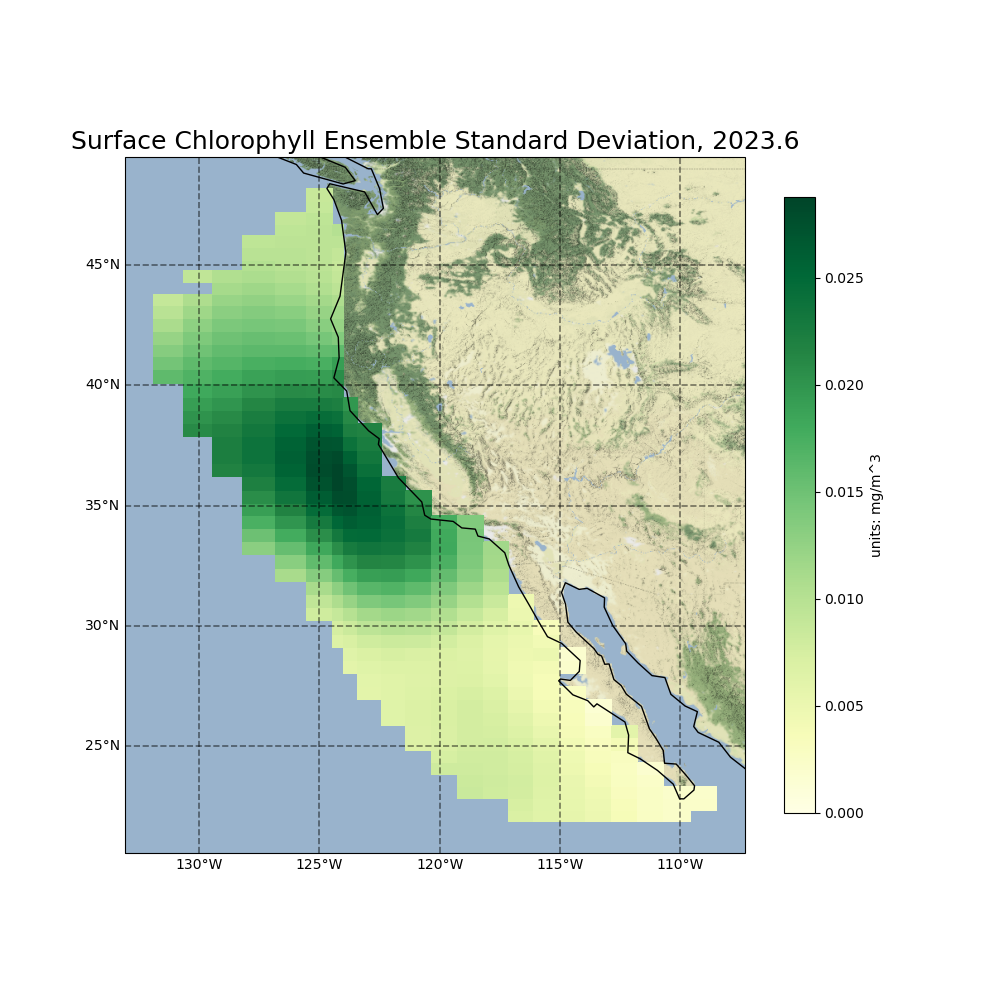 Surface Chlorophyll Ensemble Standard Deviation, 2023.6
45°N
40°N
35°N
30°N
25°N
130°W
125°W
120°W
115°W
110°W
0.025
0.020
0.015
0.010
0.005
0.000
units: mg/m^3